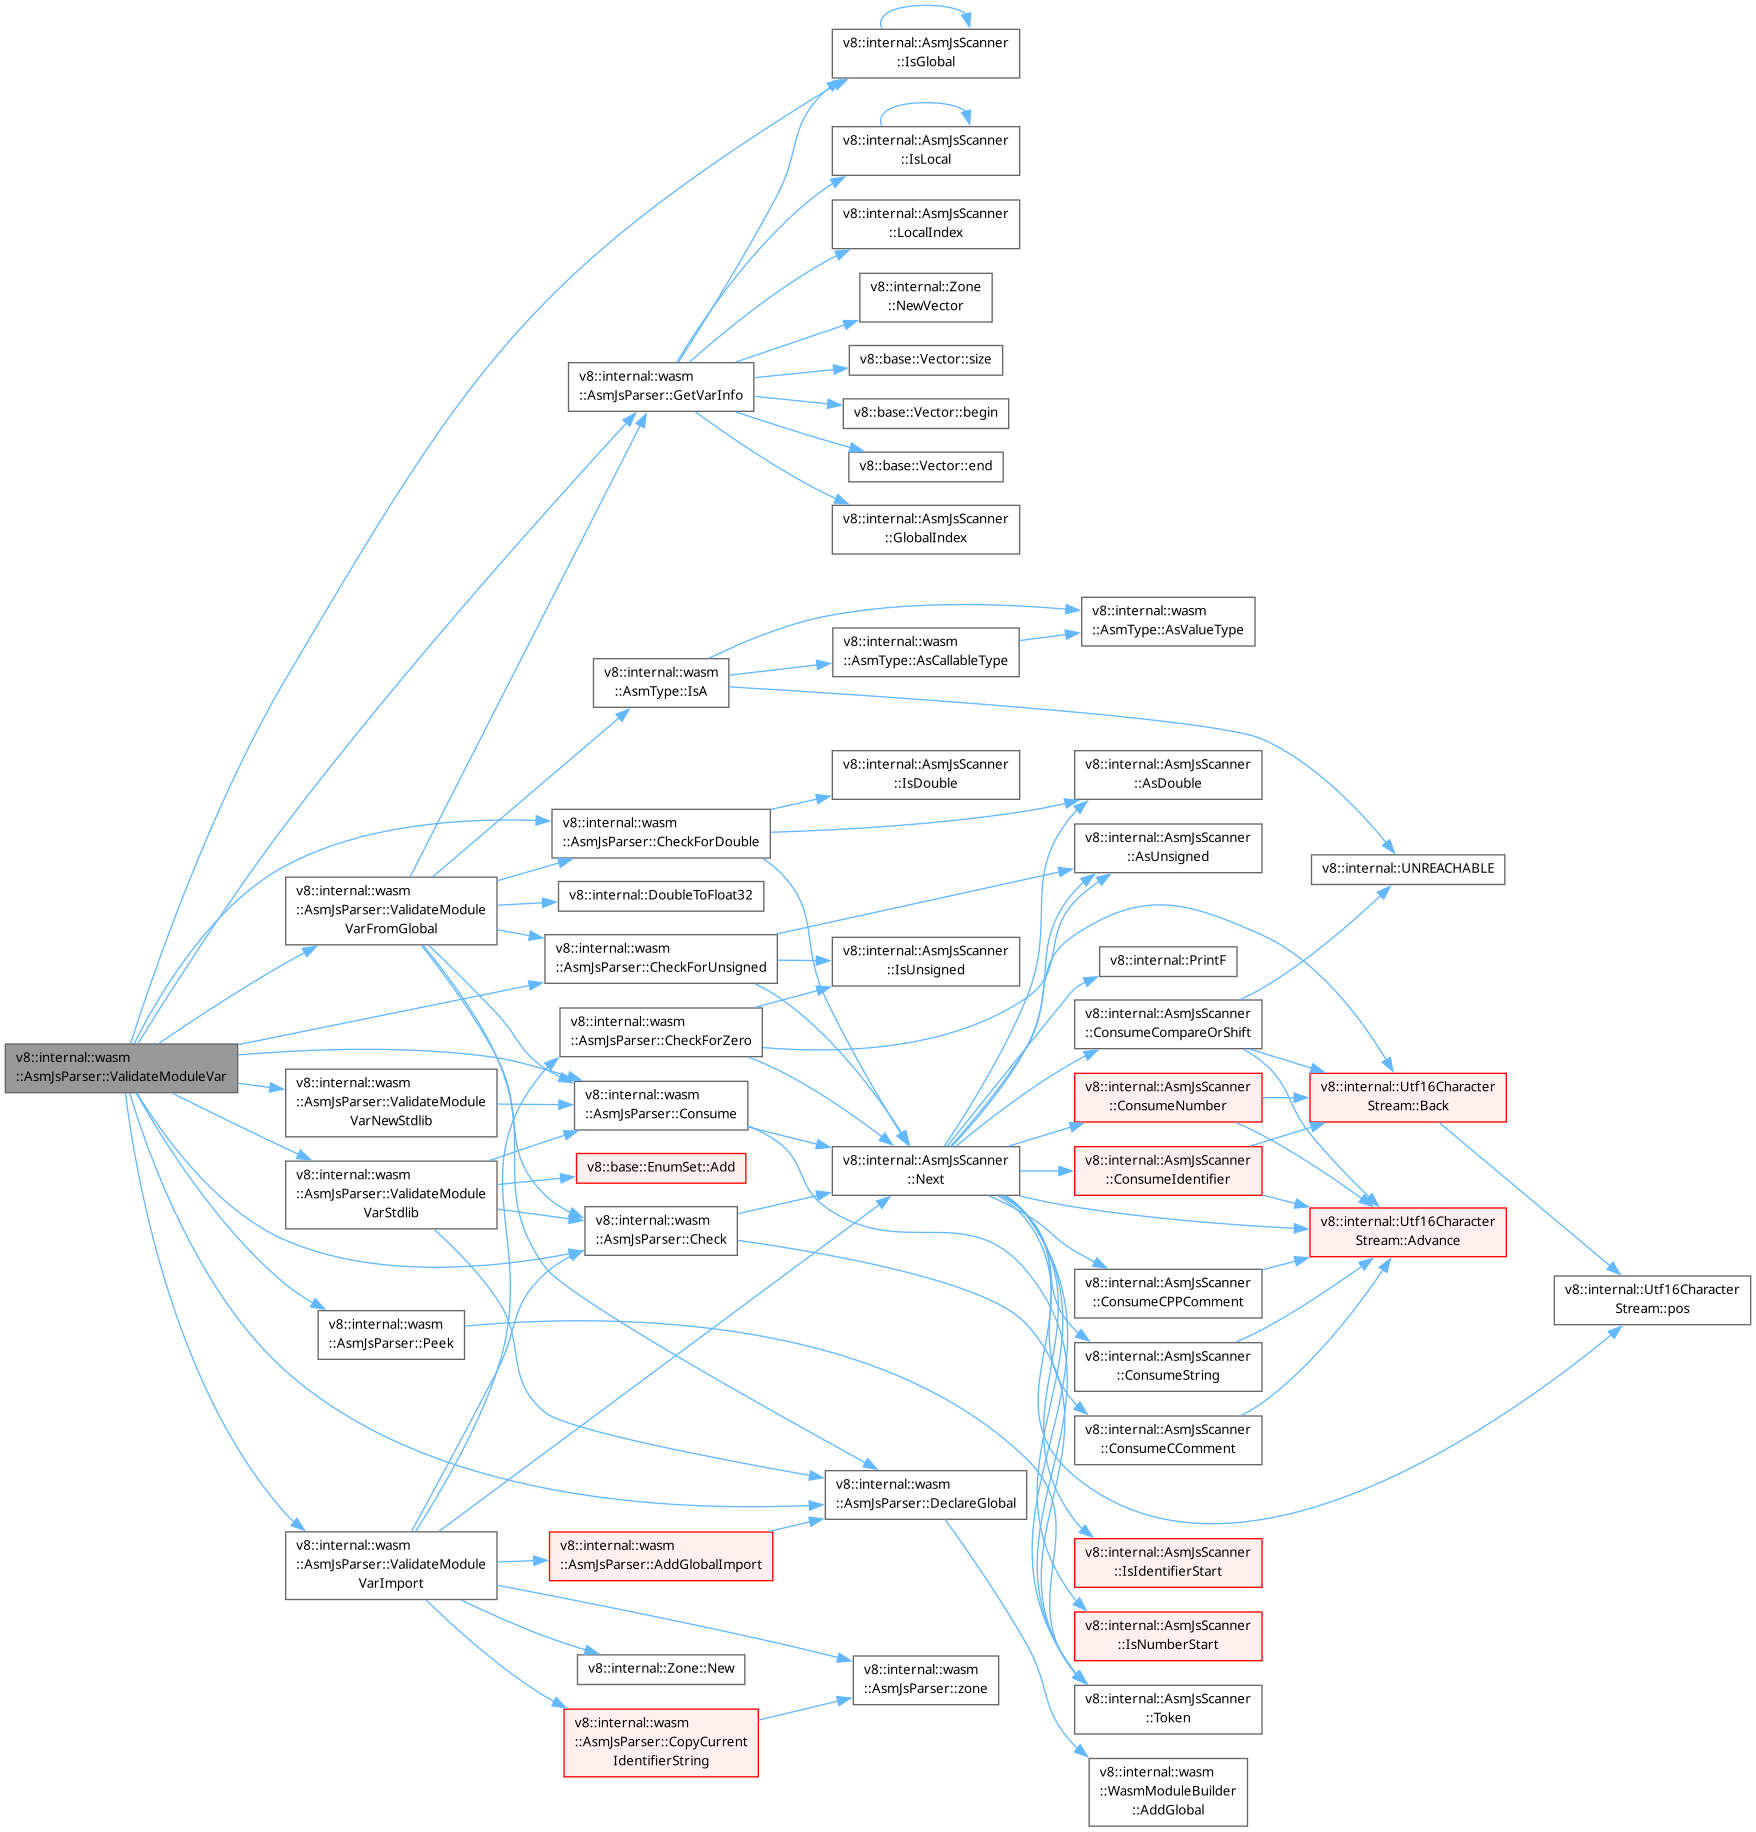 v8::internal::AsmJsScanner
::IsGlobal
v8::internal::AsmJsScanner
::IsLocal
v8::internal::AsmJsScanner
::LocalIndex
v8::internal::Zone
::NewVector
v8::base::Vector::size
v8::internal::wasm
::AsmJsParser::GetVarInfo
v8::base::Vector::begin
v8::base::Vector::end
v8::internal::AsmJsScanner
::GlobalIndex
v8::internal::wasm
::AsmType::AsValueType
v8::internal::wasm
::AsmType::AsCallableType
v8::internal::wasm
::AsmType::IsA
v8::internal::AsmJsScanner
::IsDouble
v8::internal::AsmJsScanner
::AsDouble
v8::internal::wasm
::AsmJsParser::CheckForDouble
v8::internal::AsmJsScanner
::AsUnsigned
v8::internal::UNREACHABLE
v8::internal::wasm
::AsmJsParser::ValidateModule
VarFromGlobal
v8::internal::DoubleToFloat32
v8::internal::wasm
::AsmJsParser::CheckForUnsigned
v8::internal::AsmJsScanner
::IsUnsigned
v8::internal::PrintF
v8::internal::wasm
::AsmJsParser::CheckForZero
v8::internal::AsmJsScanner
::ConsumeCompareOrShift
v8::internal::wasm
::AsmJsParser::ValidateModuleVar
v8::internal::wasm
::AsmJsParser::ValidateModule
VarNewStdlib
v8::internal::wasm
::AsmJsParser::Consume
v8::internal::AsmJsScanner
::ConsumeNumber
v8::internal::Utf16Character
Stream::Back
v8::base::EnumSet::Add
v8::internal::AsmJsScanner
::Next
v8::internal::AsmJsScanner
::ConsumeIdentifier
v8::internal::wasm
::AsmJsParser::ValidateModule
VarStdlib
v8::internal::wasm
::AsmJsParser::Check
v8::internal::Utf16Character
Stream::Advance
v8::internal::AsmJsScanner
::ConsumeCPPComment
v8::internal::Utf16Character
Stream::pos
v8::internal::wasm
::AsmJsParser::Peek
v8::internal::AsmJsScanner
::ConsumeString
v8::internal::AsmJsScanner
::ConsumeCComment
v8::internal::wasm
::AsmJsParser::DeclareGlobal
v8::internal::wasm
::AsmJsParser::ValidateModule
VarImport
v8::internal::wasm
::AsmJsParser::AddGlobalImport
v8::internal::AsmJsScanner
::IsIdentifierStart
v8::internal::AsmJsScanner
::IsNumberStart
v8::internal::Zone::New
v8::internal::wasm
::AsmJsParser::zone
v8::internal::AsmJsScanner
::Token
v8::internal::wasm
::AsmJsParser::CopyCurrent
IdentifierString
v8::internal::wasm
::WasmModuleBuilder
::AddGlobal